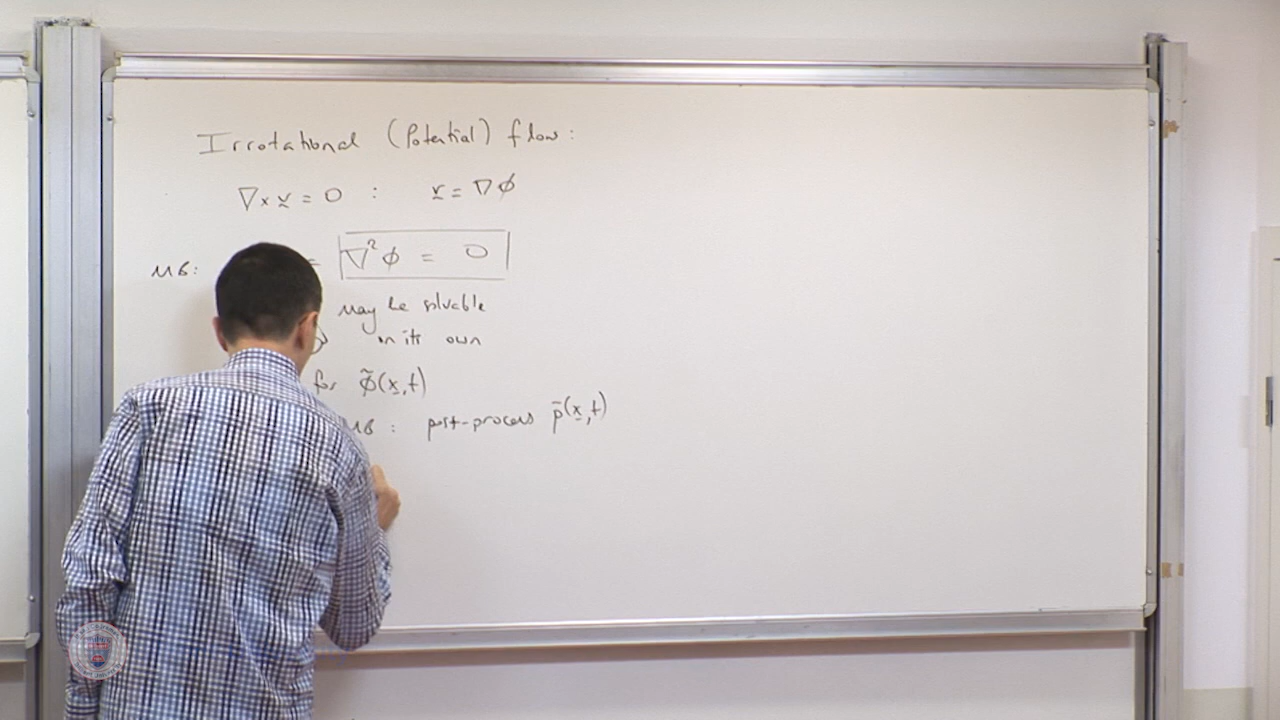 Irrotational (Potential) flow:
∇×v = 0 : v = ∇ϕ
MB: = ∇²ϕ = 0
may be solvable
on its own
for ϕ̃(x,t)
MB : post-process p̃(x,t)